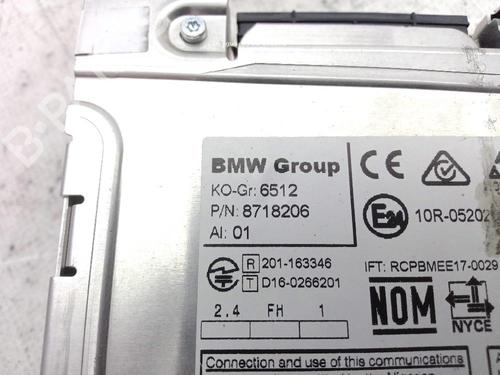 BMW Group
KO-Gr: 6512
P/N: 8718206
AI: 01
CE
E24
10R-05202
R 201-163346
T D16-0266201
IFT: RCPBMEE17-0029
2.4 FH 1
NOM
NYCE
Connection and use of this communications